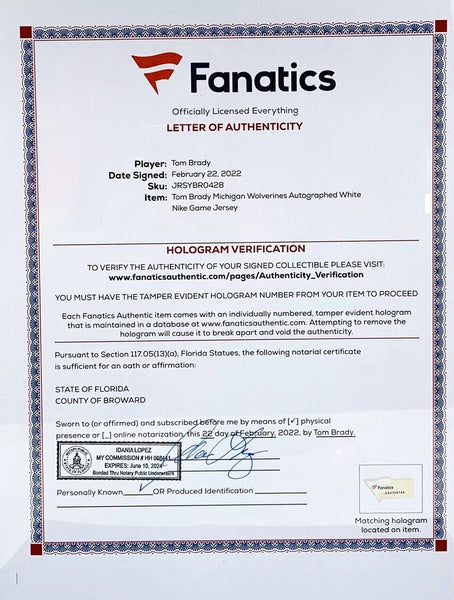 Fanatics
Officially Licensed Everything
LETTER OF AUTHENTICITY
Player: Tom Brady
Date Signed: February 22, 2022
Sku: JRSYBR0428
Item: Tom Brady Michigan Wolverines Autographed White
Nike Game Jersey
HOLOGRAM VERIFICATION
TO VERIFY THE AUTHENTICITY OF YOUR SIGNED COLLECTIBLE PLEASE VISIT:
www.fanaticsauthentic.com/pages/Authenticity_Verification
YOU MUST HAVE THE TAMPER EVIDENT HOLOGRAM NUMBER FROM YOUR ITEM TO PROCEED
Each Fanatics Authentic item comes with an individually numbered, tamper evident hologram
that is maintained in a database at www.fanaticsauthentic.com. Attempting to remove the
hologram will cause it to break apart and void the authenticity.
Pursuant to Section 117.05(13)(a), Florida Statues, the following notarial certificate
is sufficient for an oath or affirmation:
STATE OF FLORIDA
COUNTY OF BROWARD
Sworn to (or affirmed) and subscribed before me by means of [✓] physical
presence or [_] online notarization, this 22 day of February, 2022, by Tom Brady.
IDANIA LOPEZ
MY COMMISSION # HH
EXPIRES: June 10, 2024
Bonded Thru Notary Public Underwriters
Personally Known ✓ OR Produced Identification
Fanatics
Matching hologram
located on item.